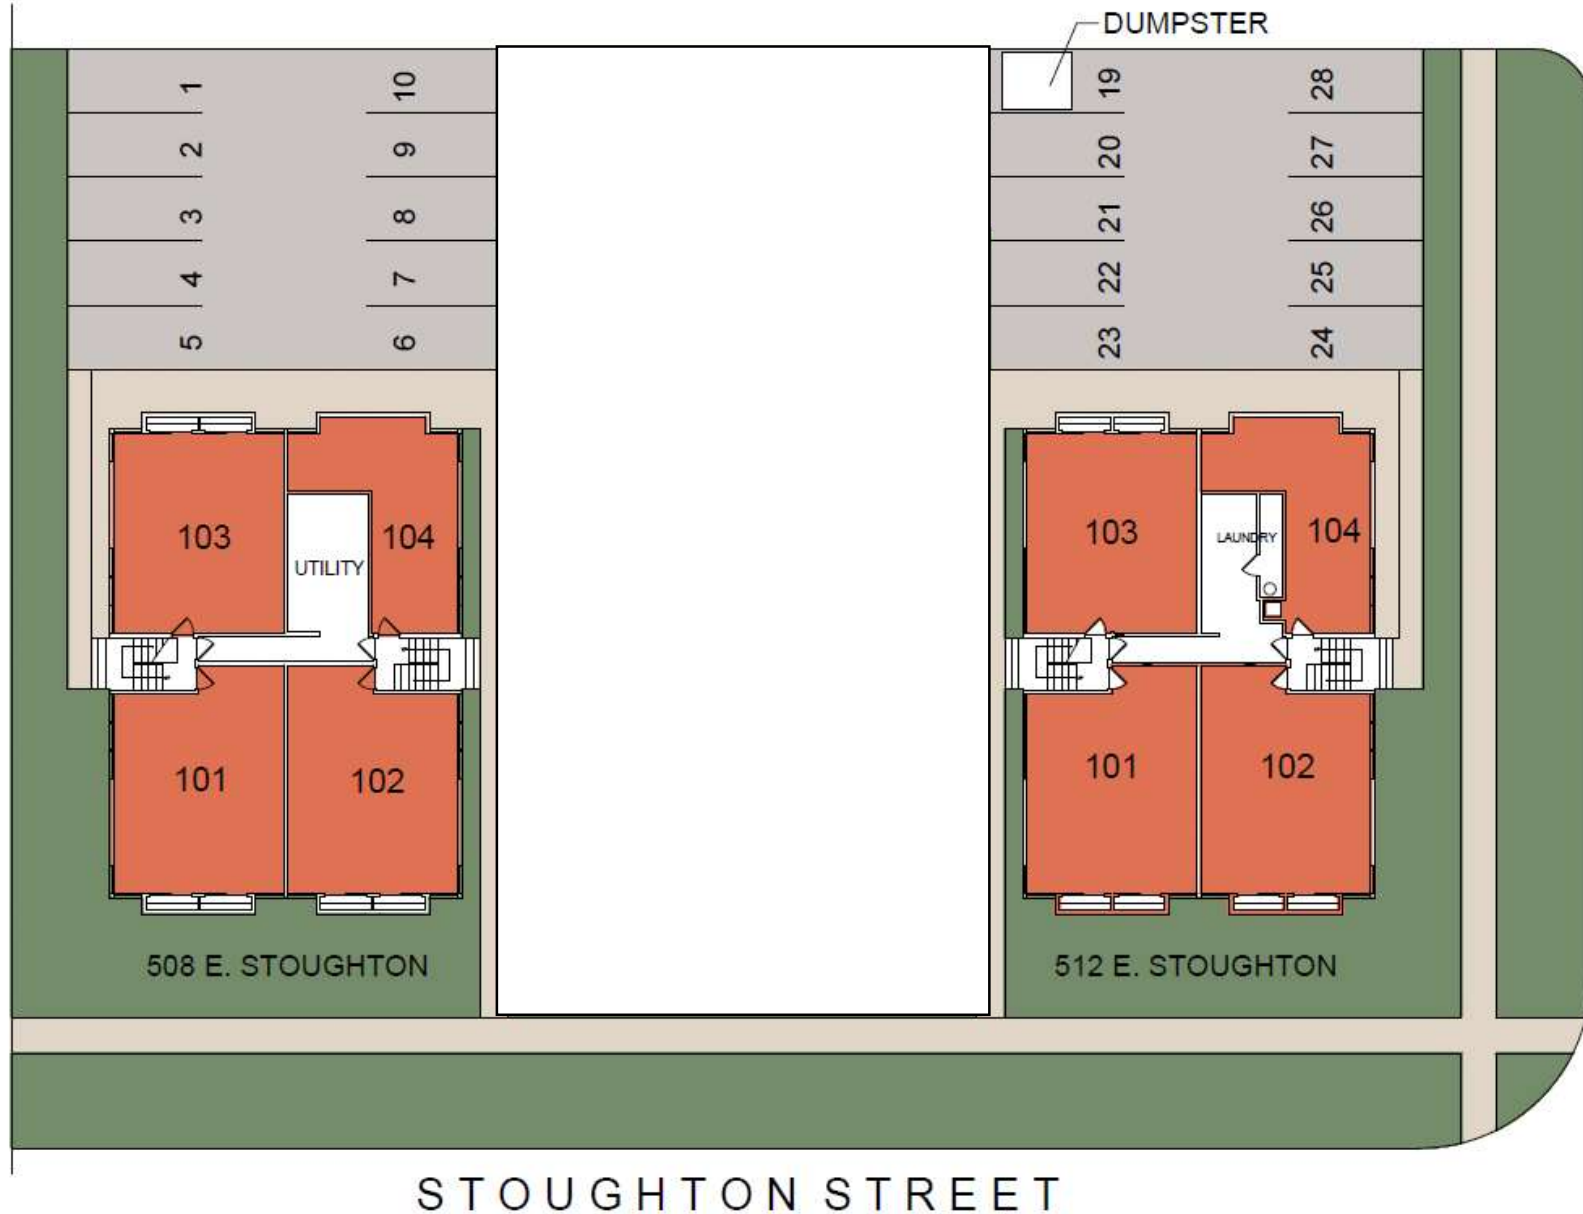 DUMPSTER
1 10 19 28
2 9 20 27
3 8 21 26
4 7 22 25
5 6 23 24
103 104 103 104
UTILITY LAUNDRY
101 102 101 102
508 E. STOUGHTON 512 E. STOUGHTON
STOUGHTON STREET